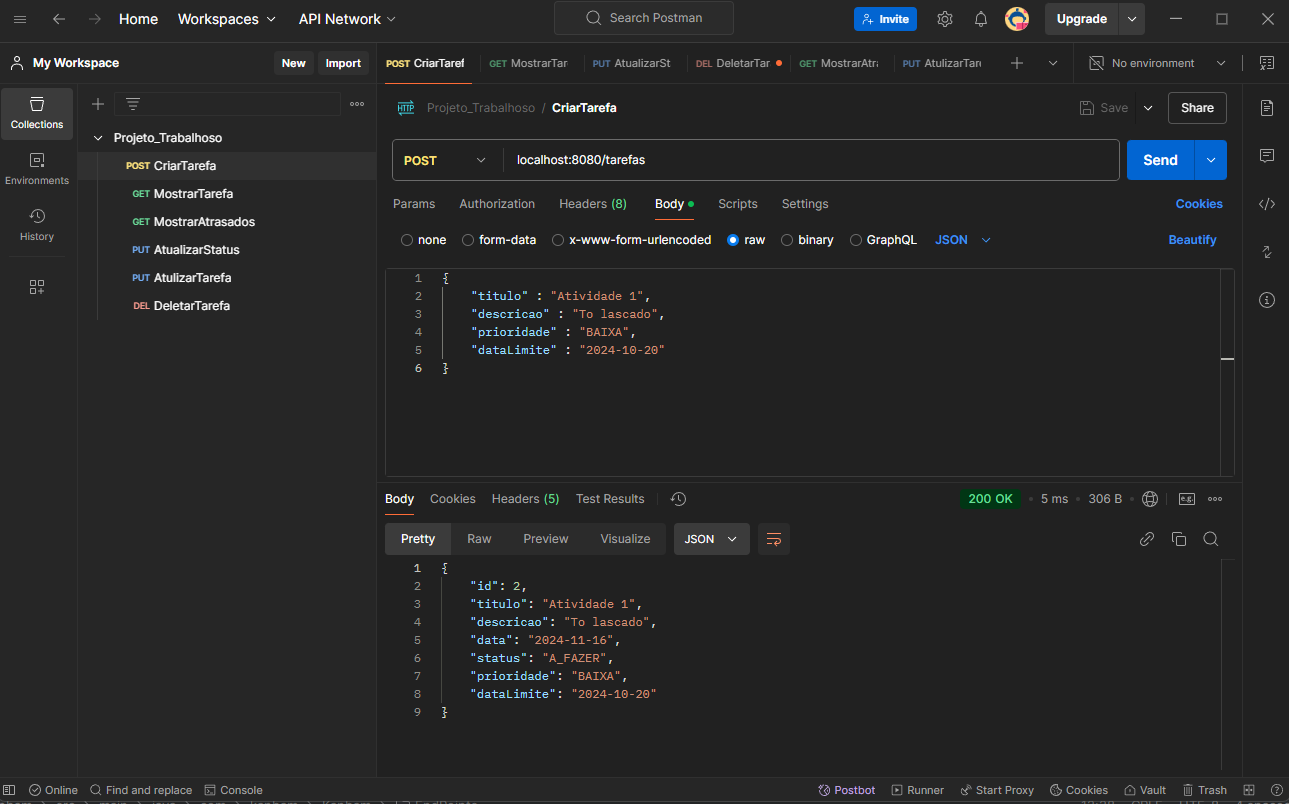 Home Workspaces API Network Search Postman Invite Upgrade
My Workspace New Import POST CriarTaref GET MostrarTar PUT AtualizarSt DEL DeletarTar GET MostrarAtra PUT AtulizarTare No environment
Collections
Environments
History
Projeto_Trabalhoso
POST CriarTarefa
GET MostrarTarefa
GET MostrarAtrasados
PUT AtualizarStatus
PUT AtulizarTarefa
DEL DeletarTarefa
HTTP Projeto_Trabalhoso / CriarTarefa Save Share
POST localhost:8080/tarefas Send
Params Authorization Headers (8) Body Scripts Settings Cookies
none form-data x-www-form-urlencoded raw binary GraphQL JSON Beautify
1 {
2 "titulo" : "Atividade 1",
3 "descricao" : "To lascado",
4 "prioridade" : "BAIXA",
5 "dataLimite" : "2024-10-20"
6 }
Body Cookies Headers (5) Test Results 200 OK 5 ms 306 B e.g.
Pretty Raw Preview Visualize JSON
1 {
2 "id": 2,
3 "titulo": "Atividade 1",
4 "descricao": "To lascado",
5 "data": "2024-11-16",
6 "status": "A_FAZER",
7 "prioridade": "BAIXA",
8 "dataLimite": "2024-10-20"
9 }
Online Find and replace Console Postbot Runner Start Proxy Cookies Vault Trash